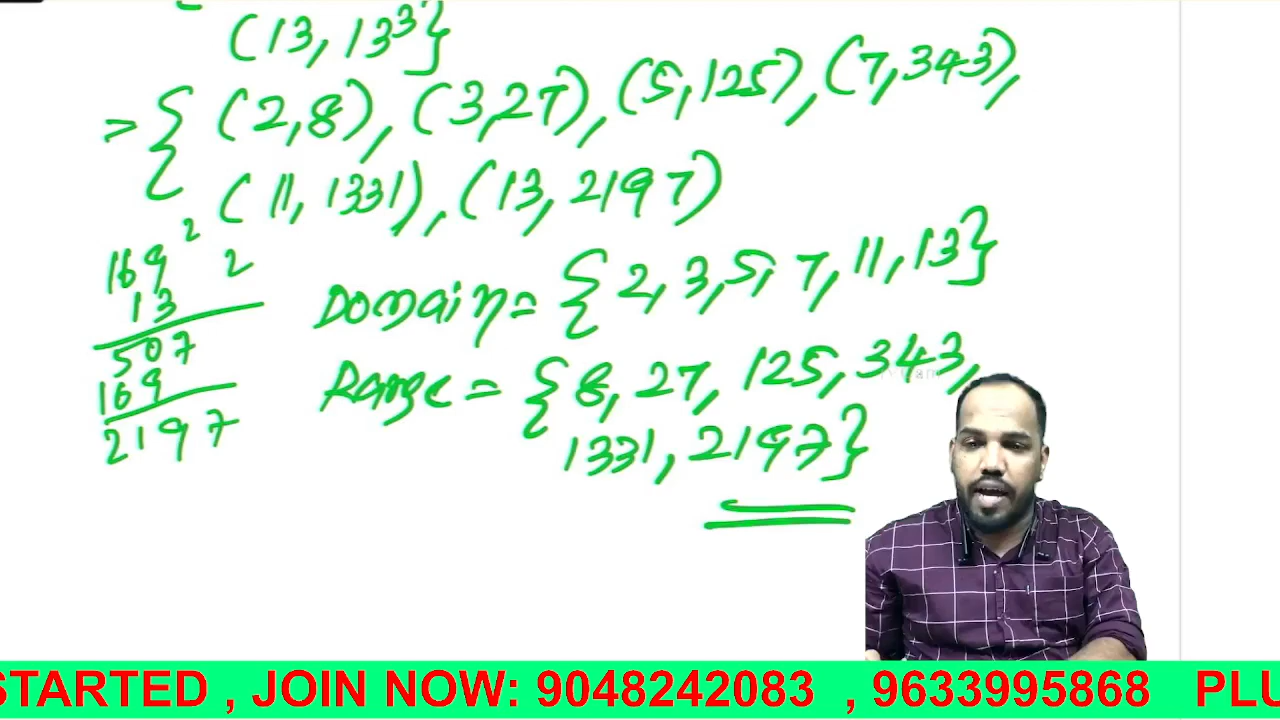 (13, 13³}
= { (2,8), (3,27), (5,125), (7,343),
(11, 1331), (13, 2197)
169² 2
13
507
169
2197
Domain = { 2, 3, 5, 7, 11, 13}
Range = { 8, 27, 125, 343,
1331, 2197}
STARTED , JOIN NOW: 9048242083 , 9633995868 PLU